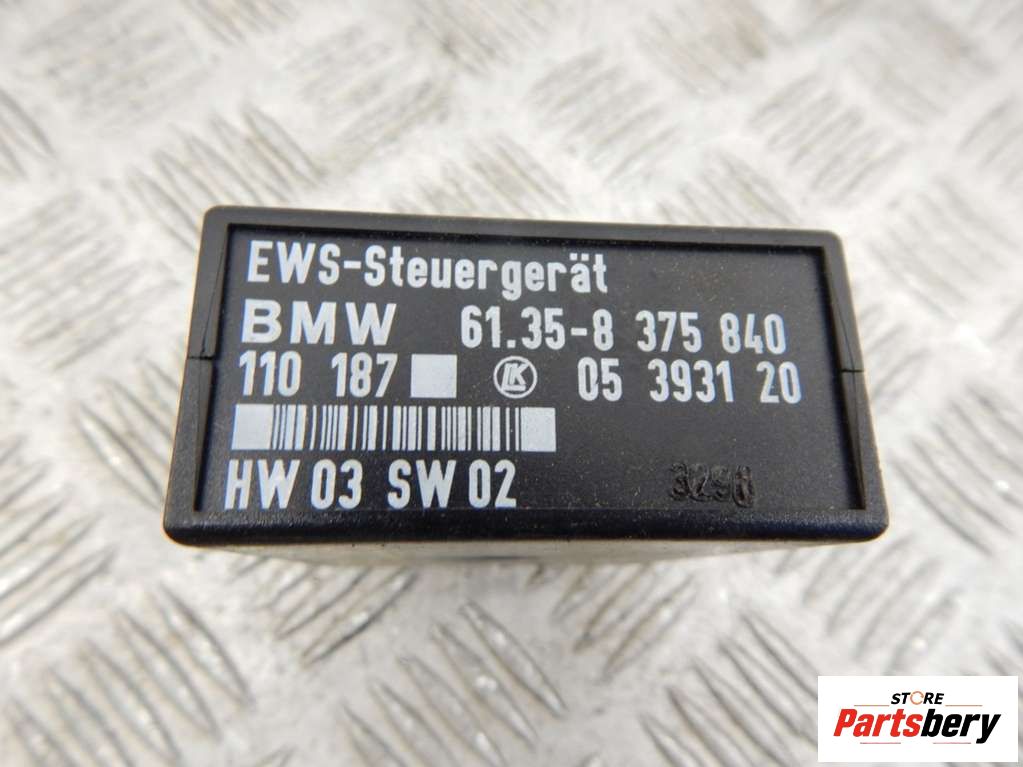 EWS-Steuergerät
BMW 61.35-8 375 840
110 187 LK 05 3931 20
HW 03 SW 02
STORE
Partsbery